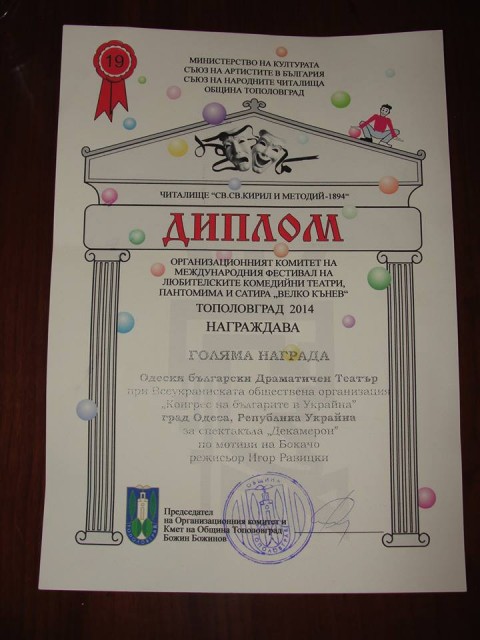 19
МИНИСТЕРСТВО НА КУЛТУРАТА
СЪЮЗ НА АРТИСТИТЕ В БЪЛГАРИЯ
СЪЮЗ НА НАРОДНИТЕ ЧИТАЛИЩА
ОБЩИНА ТОПОЛОВГРАД
ЧИТАЛИЩЕ "СВ.СВ.КИРИЛ И МЕТОДИЙ-1894"
ДИПЛОМ
ОРГАНИЗАЦИОННИЯТ КОМИТЕТ НА
МЕЖДУНАРОДНИЯ ФЕСТИВАЛ НА
ЛЮБИТЕЛСКИТЕ КОМЕДИЙНИ ТЕАТРИ,
ПАНТОМИМА И САТИРА „ВЕЛКО КЪНЕВ"
ТОПОЛОВГРАД 2014
НАГРАЖДАВА
ГОЛЯМА НАГРАДА
Одески български Драматичен Театър
при Всеукраинската обществена организация
„Конгрес на българите в Украйна"
град Одеса, Република Украйна
за спектакъла „Декамерон"
по мотиви на Бокачо
режисьор Игор Равицки
Председател
на Организационния комитет и
Кмет на Община Тополовград
Божин Божинов
ОБЩИНА
ТОПОЛОВГРАД